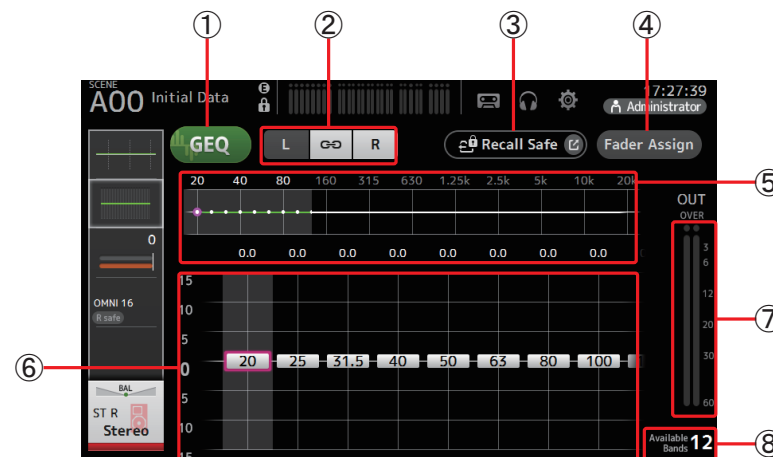 ① ② ③ ④
SCENE
A00 Initial Data E 17:27:39
Administrator
GEQ L R Recall Safe Fader Assign
20 40 80 160 315 630 1.25k 2.5k 5k 10k 20k ⑤
OUT
OVER
0 0.0 0.0 0.0 0.0 0.0 0.0 0.0 0.0
3
6
12
20
30
60
⑦
OMNI 16
R safe
15
10
5
⑥ 0 20 25 31.5 40 50 63 80 100
5
10
15
BAL
ST R
Stereo
Available
Bands 12 ⑧